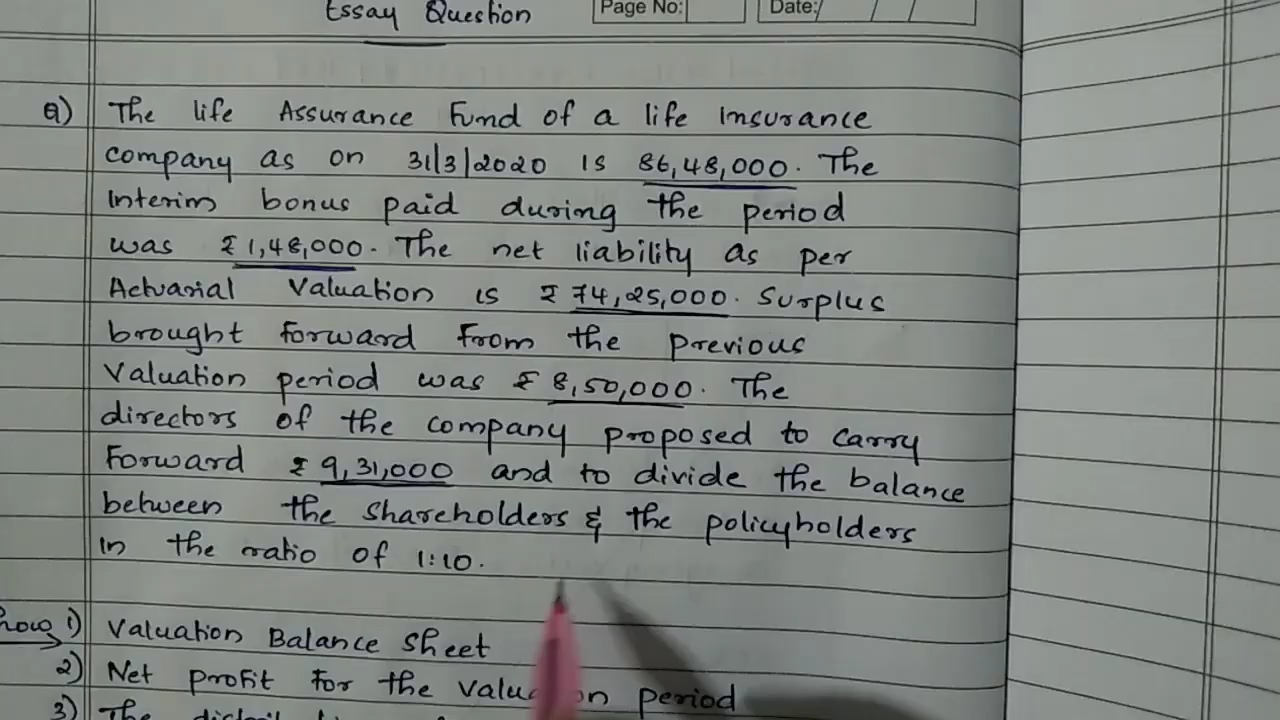 Essay Question
Page No:
Date: / / /
Q) The life Assurance Fund of a life Insurance
company as on 31/3/2020 is 86,48,000. The
Interim bonus paid during the period
was ₹ 1,48,000. The net liability as per
Actuarial Valuation is ₹ 74,25,000. Surplus
brought forward from the previous
Valuation period was ₹ 8,50,000. The
directors of the company proposed to carry
Forward ₹ 9,31,000 and to divide the balance
between the shareholders & the policyholders
in the ratio of 1:10.
1) Valuation Balance Sheet
2) Net profit for the period
3) The